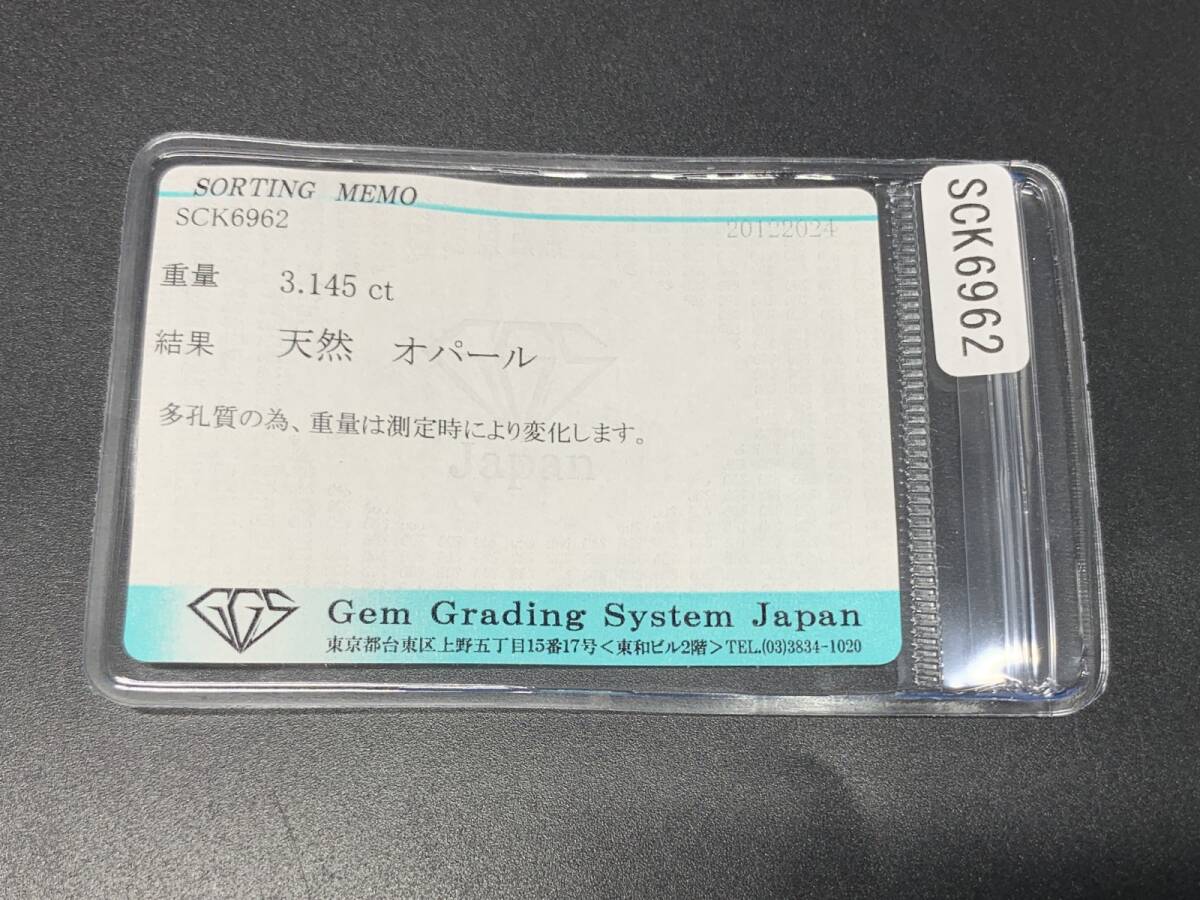 SORTING MEMO
SCK6962
20122024
重量 3.145 ct
結果 天然 オパール
多孔質の為、重量は測定時により変化します。
Japan
GGS
Gem Grading System Japan
東京都台東区上野五丁目15番17号＜東和ビル2階＞TEL.(03)3834-1020
SCK6962